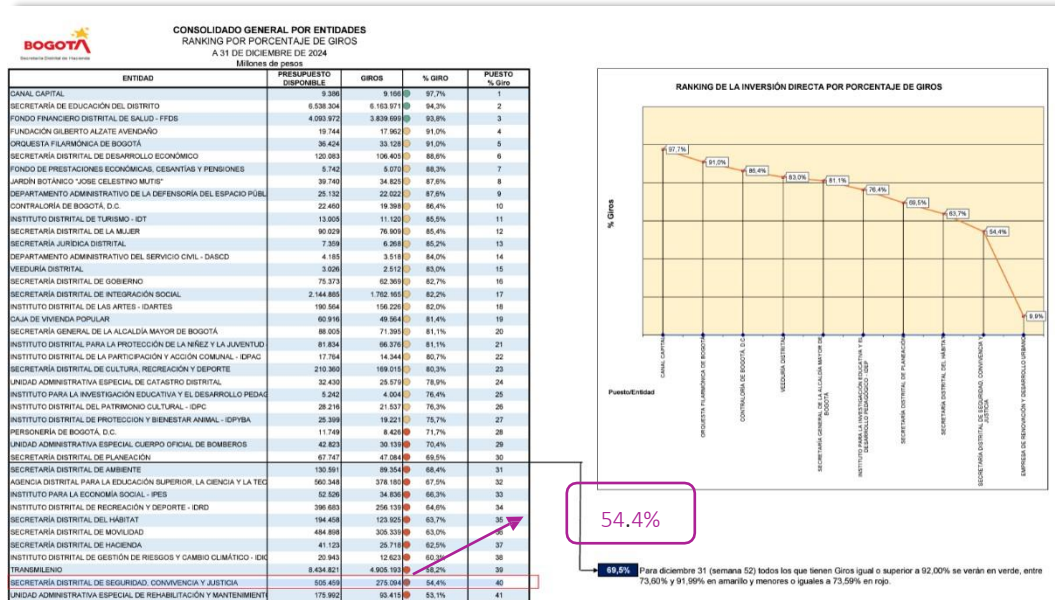 BOGOTÁ
Secretaría Distrital de Hacienda
CONSOLIDADO GENERAL POR ENTIDADES
RANKING POR PORCENTAJE DE GIROS
A 31 DE DICIEMBRE DE 2024
Millones de pesos
ENTIDAD PRESUPUESTO DISPONIBLE GIROS % GIRO PUESTO % Giro
CANAL CAPITAL 9.386 9.166 97,7% 1
SECRETARÍA DE EDUCACIÓN DEL DISTRITO 6.538.304 6.163.971 94,3% 2
FONDO FINANCIERO DISTRITAL DE SALUD - FFDS 4.093.972 3.839.699 93,8% 3
FUNDACIÓN GILBERTO ALZATE AVENDAÑO 19.744 17.962 91,0% 4
ORQUESTA FILARMÓNICA DE BOGOTÁ 36.424 33.128 91,0% 5
SECRETARÍA DISTRITAL DE DESARROLLO ECONÓMICO 120.083 106.405 88,6% 6
FONDO DE PRESTACIONES ECONÓMICAS, CESANTÍAS Y PENSIONES 5.742 5.070 88,3% 7
JARDÍN BOTÁNICO "JOSE CELESTINO MUTIS" 39.740 34.825 87,6% 8
DEPARTAMENTO ADMINISTRATIVO DE LA DEFENSORÍA DEL ESPACIO PÚBL 25.132 22.022 87,6% 9
CONTRALORÍA DE BOGOTÁ, D.C. 22.460 19.398 86,4% 10
INSTITUTO DISTRITAL DE TURISMO - IDT 13.005 11.120 85,5% 11
SECRETARÍA DISTRITAL DE LA MUJER 90.029 76.909 85,4% 12
SECRETARÍA JURÍDICA DISTRITAL 7.359 6.268 85,2% 13
DEPARTAMENTO ADMINISTRATIVO DEL SERVICIO CIVIL - DASCD 4.185 3.518 84,0% 14
VEEDURÍA DISTRITAL 3.026 2.512 83,0% 15
SECRETARÍA DISTRITAL DE GOBIERNO 75.373 62.369 82,7% 16
SECRETARÍA DISTRITAL DE INTEGRACIÓN SOCIAL 2.144.865 1.762.165 82,2% 17
INSTITUTO DISTRITAL DE LAS ARTES - IDARTES 190.564 156.226 82,0% 18
CAJA DE VIVIENDA POPULAR 60.916 49.564 81,4% 19
SECRETARÍA GENERAL DE LA ALCALDÍA MAYOR DE BOGOTÁ 88.005 71.395 81,1% 20
INSTITUTO DISTRITAL PARA LA PROTECCIÓN DE LA NIÑEZ Y LA JUVENTUD 81.834 66.376 81,1% 21
INSTITUTO DISTRITAL DE LA PARTICIPACIÓN Y ACCIÓN COMUNAL - IDPAC 17.764 14.344 80,7% 22
SECRETARÍA DISTRITAL DE CULTURA, RECREACIÓN Y DEPORTE 210.360 169.015 80,3% 23
UNIDAD ADMINISTRATIVA ESPECIAL DE CATASTRO DISTRITAL 32.430 25.579 78,9% 24
INSTITUTO PARA LA INVESTIGACIÓN EDUCATIVA Y EL DESARROLLO PEDAG 5.242 4.004 76,4% 25
INSTITUTO DISTRITAL DEL PATRIMONIO CULTURAL - IDPC 28.216 21.537 76,3% 26
INSTITUTO DISTRITAL DE PROTECCION Y BIENESTAR ANIMAL - IDPYBA 25.399 19.221 75,7% 27
PERSONERÍA DE BOGOTÁ, D.C. 11.749 8.426 71,7% 28
UNIDAD ADMINISTRATIVA ESPECIAL CUERPO OFICIAL DE BOMBEROS 42.823 30.139 70,4% 29
SECRETARÍA DISTRITAL DE PLANEACIÓN 67.747 47.084 69,5% 30
SECRETARÍA DISTRITAL DE AMBIENTE 130.591 89.354 68,4% 31
AGENCIA DISTRITAL PARA LA EDUCACIÓN SUPERIOR, LA CIENCIA Y LA TEC 560.348 378.180 67,5% 32
INSTITUTO PARA LA ECONOMÍA SOCIAL - IPES 52.526 34.836 66,3% 33
INSTITUTO DISTRITAL DE RECREACIÓN Y DEPORTE - IDRD 396.683 256.139 64,6% 34
SECRETARÍA DISTRITAL DEL HÁBITAT 194.458 123.925 63,7% 35
SECRETARÍA DISTRITAL DE MOVILIDAD 484.898 305.339 63,0% 36
SECRETARÍA DISTRITAL DE HACIENDA 41.123 25.716 62,5% 37
INSTITUTO DISTRITAL DE GESTIÓN DE RIESGOS Y CAMBIO CLIMÁTICO - IDIG 20.943 12.623 60,3% 38
TRANSMILENIO 8.434.821 4.905.193 58,2% 39
SECRETARÍA DISTRITAL DE SEGURIDAD, CONVIVENCIA Y JUSTICIA 505.459 275.094 54,4% 40
UNIDAD ADMINISTRATIVA ESPECIAL DE REHABILITACIÓN Y MANTENIMIENT 175.992 93.415 53,1% 41
RANKING DE LA INVERSIÓN DIRECTA POR PORCENTAJE DE GIROS
% Giros
97,7%
91,0%
86,4%
83,0%
81,1%
76,4%
69,5%
63,7%
54,4%
9,9%
Puesto/Entidad
CANAL CAPITAL
ORQUESTA FILARMÓNICA DE BOGOTÁ
CONTRALORÍA DE BOGOTÁ, D.C.
VEEDURÍA DISTRITAL
SECRETARÍA GENERAL DE LA ALCALDÍA MAYOR DE
BOGOTÁ
INSTITUTO PARA LA INVESTIGACIÓN EDUCATIVA Y EL
DESARROLLO PEDAGÓGICO - IDEP
SECRETARÍA DISTRITAL DE PLANEACIÓN
SECRETARÍA DISTRITAL DEL HÁBITAT
SECRETARÍA DISTRITAL DE SEGURIDAD, CONVIVENCIA Y
JUSTICIA
EMPRESA DE RENOVACIÓN Y DESARROLLO URBANO
54.4%
69,5% Para diciembre 31 (semana 52) todos los que tienen Giros igual o superior a 92,00% se verán en verde, entre
73,60% y 91,99% en amarillo y menores o iguales a 73,59% en rojo.